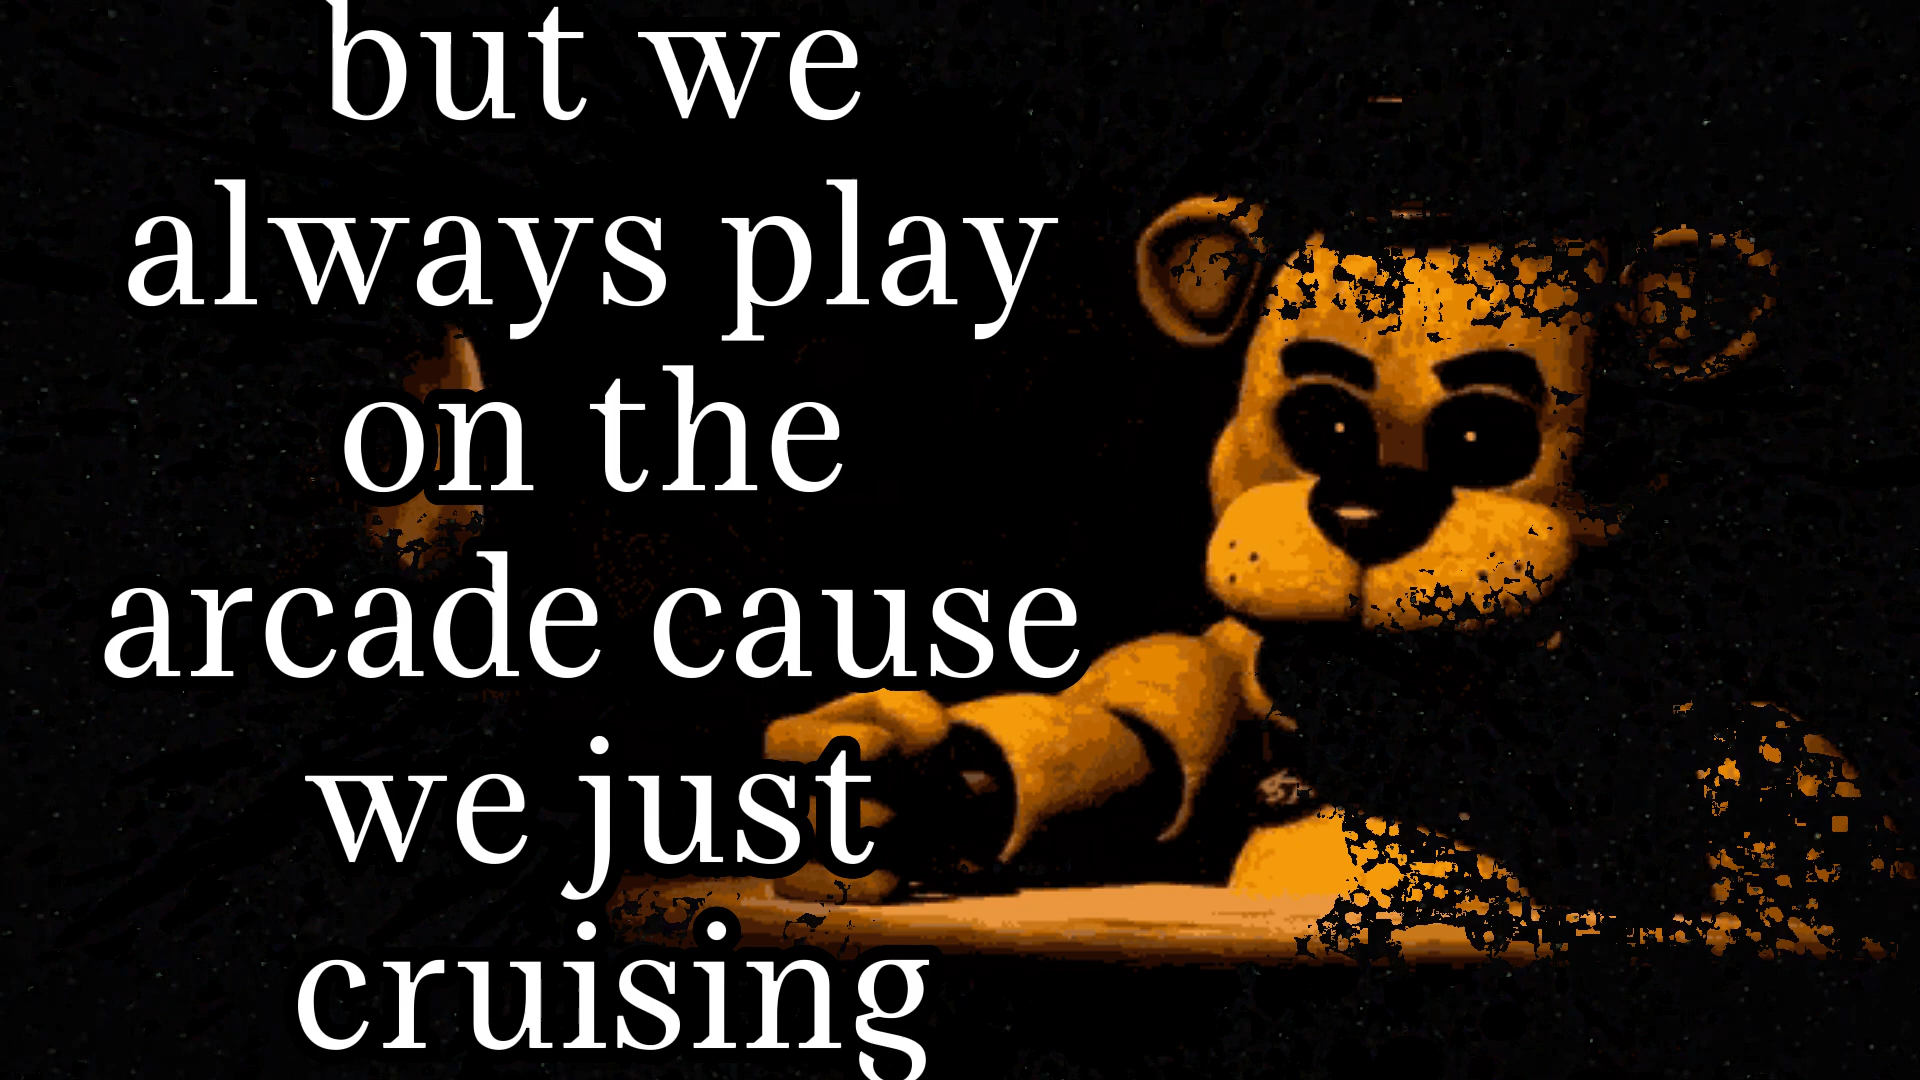 but we
always play
on the
arcade cause
we just
cruising